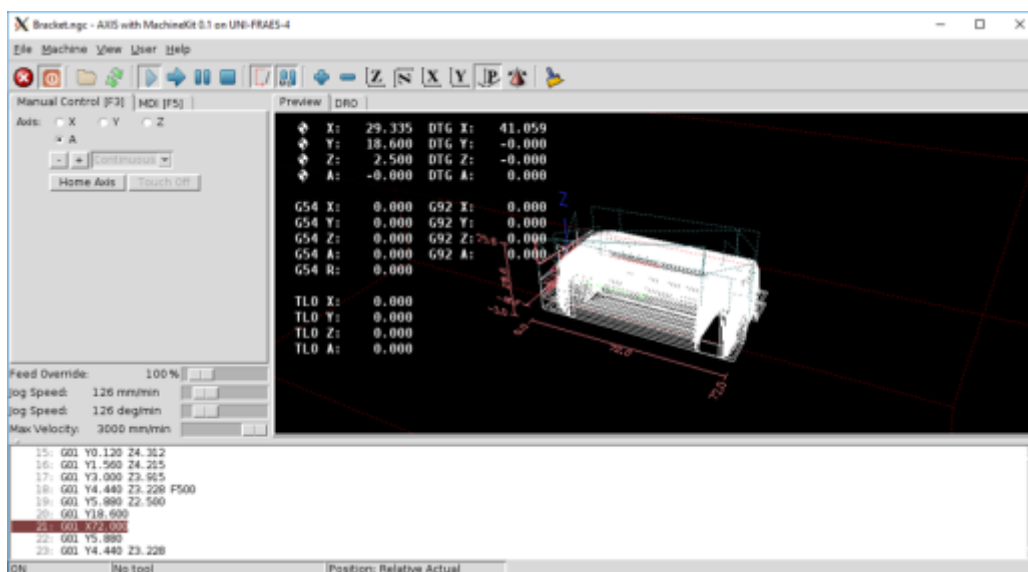 Bracket.ngc - AXIS with MachineKit 0.1 on UNI-FRAES-4
File Machine View User Help
Manual Control [F3] MDI [F5]
Axis: X Y Z
A
- + Continuous
Home Axis Touch Off
Feed Override: 100 %
Jog Speed: 126 mm/min
Jog Speed: 126 deg/min
Max Velocity: 3000 mm/min
Preview DRO
X: 29.335 DTG X: 41.059
Y: 18.600 DTG Y: -0.000
Z: 2.500 DTG Z: -0.000
A: -0.000 DTG A: 0.000
G54 X: 0.000 G92 X: 0.000
G54 Y: 0.000 G92 Y: 0.000
G54 Z: 0.000 G92 Z: 0.000
G54 A: 0.000 G92 A: 0.000
G54 R: 0.000
TLO X: 0.000
TLO Y: 0.000
TLO Z: 0.000
TLO A: 0.000
Z
15: G01 Y0.120 Z4.312
16: G01 Y1.560 Z4.215
17: G01 Y3.000 Z3.915
18: G01 Y4.440 Z3.228 F500
19: G01 Y5.880 Z2.500
20: G01 Y18.600
21: G01 X72.000
22: G01 Y5.880
23: G01 Y4.440 Z3.228
ON No tool Position: Relative Actual